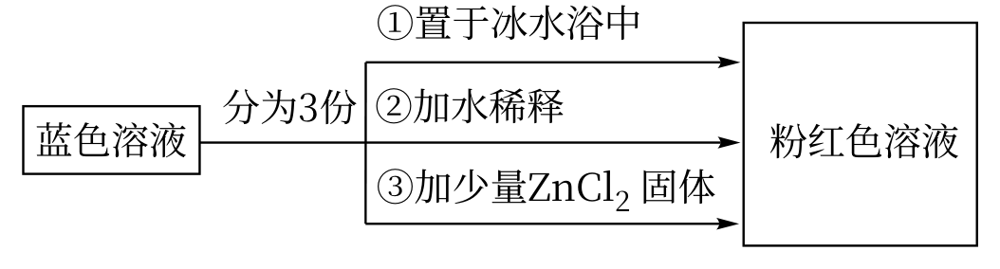 ①置于冰水浴中
分为3份
②加水稀释
蓝色溶液
粉红色溶液
③加少量ZnCl₂ 固体